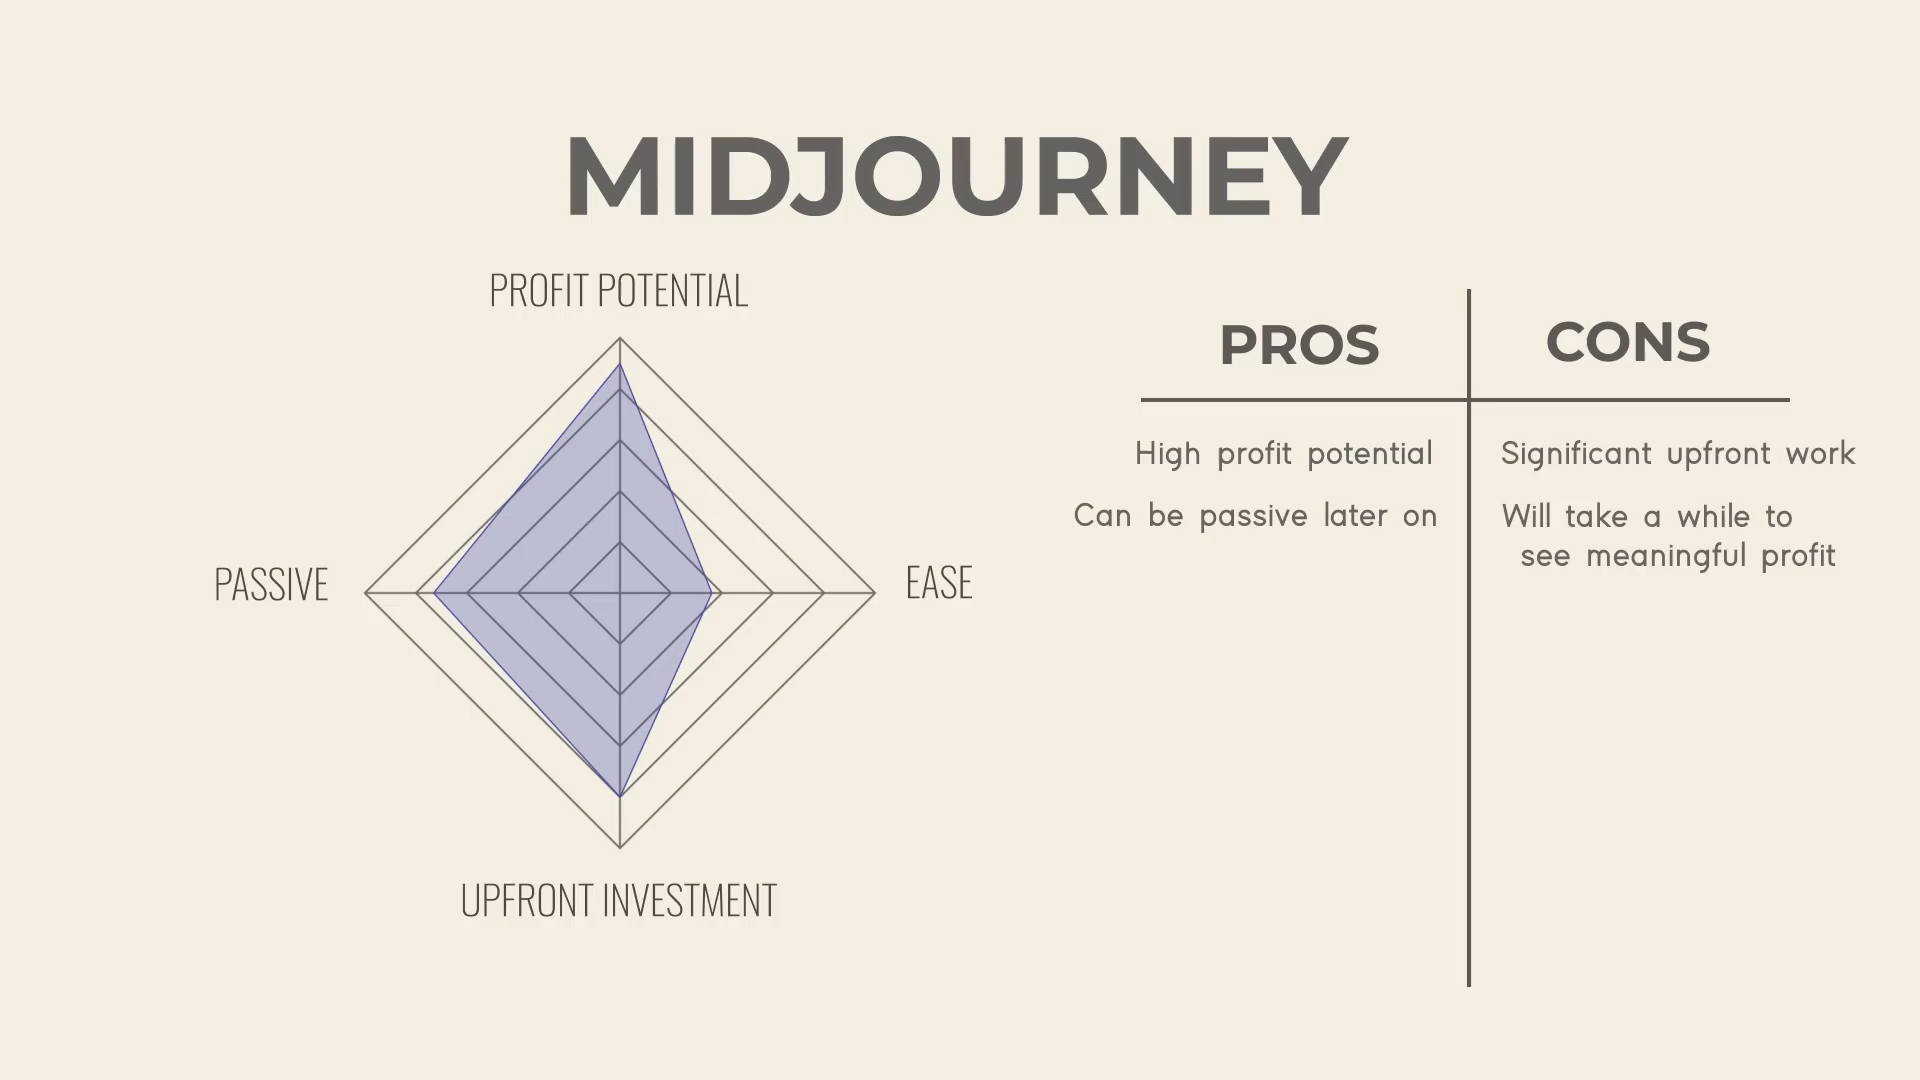 MIDJOURNEY
PROFIT POTENTIAL
PASSIVE
EASE
UPFRONT INVESTMENT
PROS
High profit potential
Can be passive later on
CONS
Significant upfront work
Will take a while to
see meaningful profit